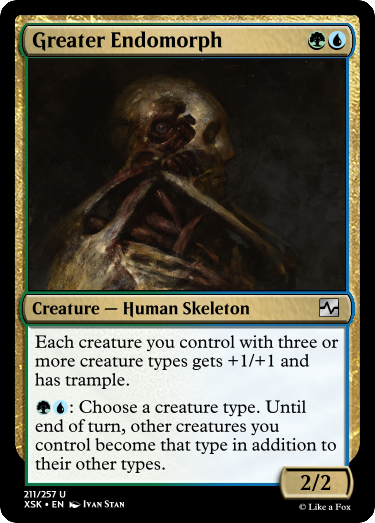 Greater Endomorph
Creature — Human Skeleton
Each creature you control with three or
more creature types gets +1/+1 and
has trample.
: Choose a creature type. Until
end of turn, other creatures you
control become that type in addition to
their other types.
2/2
211/257 U
XSK • EN Ivan Stan
© Like a Fox